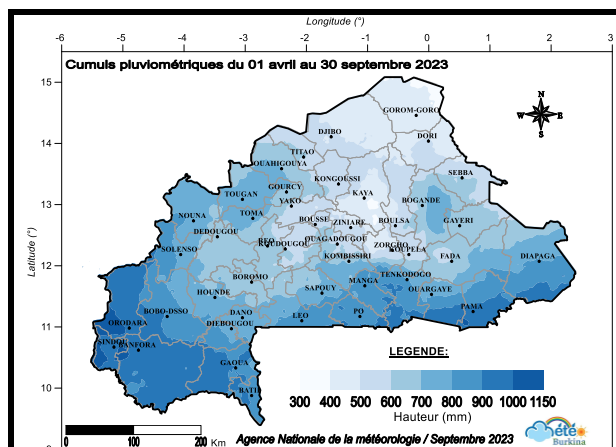 Longitude (°)
-6 -5 -4 -3 -2 -1 0 1 2 3
Cumuls pluviométriques du 01 avril au 30 septembre 2023
15
N
W E
S
GOROM-GORO
14
DJIBO
DORI
TITAO
OUAHIGOUYA
KONGOUSSI
SEBBA
GOURCY
TOUGAN
YAKO
KAYA
BOGANDE
13
NOUNA
TOMA
BOUSSE
ZINIARE
BOULSA
GAYERI
DEDOUGOU
REO
KOUDOUGOU
OUAGADOUGOU
ZORGHO
KOUPELA
SOLENSO
KOMBISSIRI
FADA
DIAPAGA
Latitude (°)
12
BOROMO
TENKODOGO
MANGA
HOUNDE
SAPOUY
OUARGAYE
BOBO-DSSO
DANO
LEO
PO
PAMA
11
ORODARA
DIEBOUGOU
SINDOU
BANFORA
LEGENDE:
GAOUA
10
BATIE
300 400 500 600 700 800 900 1000 1150
Hauteur (mm)
0 100 200 Km
Agence Nationale de la météorologie / Septembre 2023
été
Burkina